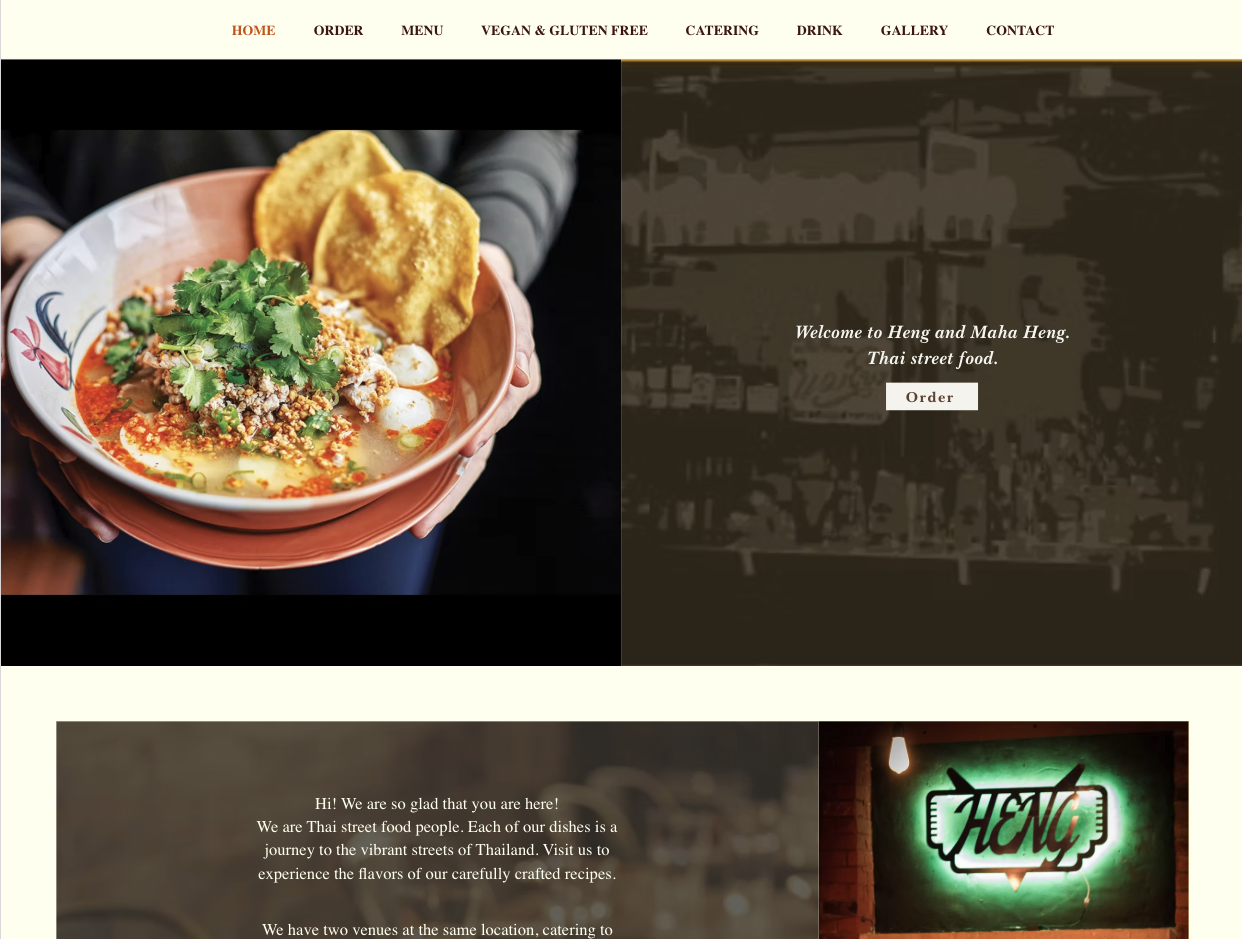 HOME ORDER MENU VEGAN & GLUTEN FREE CATERING DRINK GALLERY CONTACT
Welcome to Heng and Maha Heng.
Thai street food.
Order
Hi! We are so glad that you are here!
We are Thai street food people. Each of our dishes is a
journey to the vibrant streets of Thailand. Visit us to
experience the flavors of our carefully crafted recipes.
HENG
We have two venues at the same location, catering to